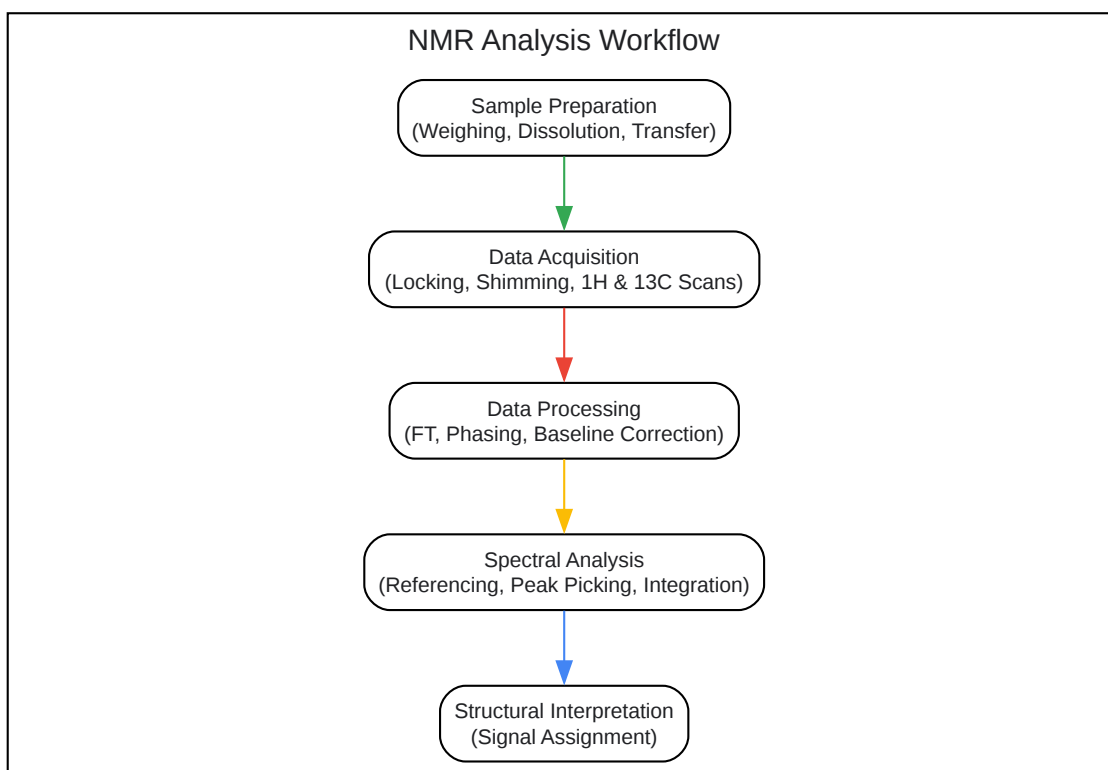 NMR Analysis Workflow
Sample Preparation
(Weighing, Dissolution, Transfer)
Data Acquisition
(Locking, Shimming, 1H & 13C Scans)
Data Processing
(FT, Phasing, Baseline Correction)
Spectral Analysis
(Referencing, Peak Picking, Integration)
Structural Interpretation
(Signal Assignment)